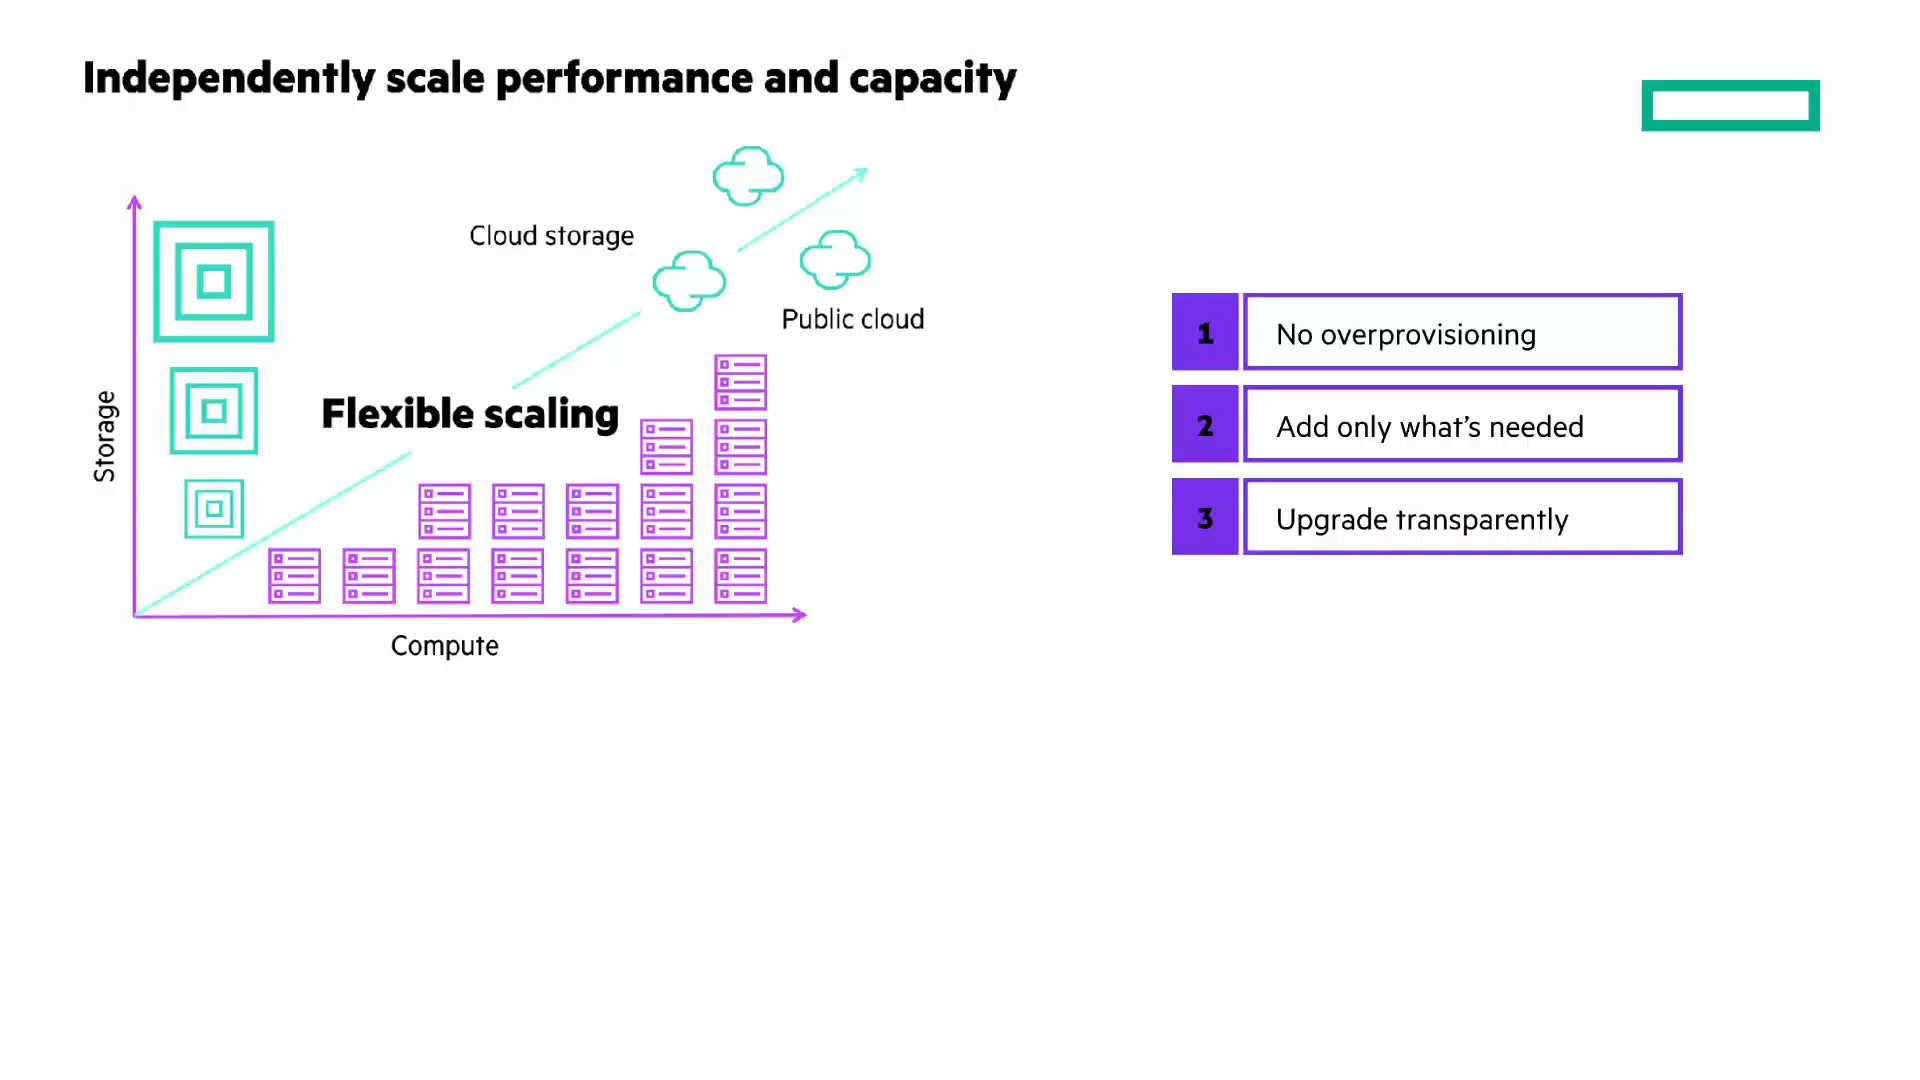 Independently scale performance and capacity
Cloud storage
Public cloud
Flexible scaling
Storage
Compute
1 No overprovisioning
2 Add only what’s needed
3 Upgrade transparently